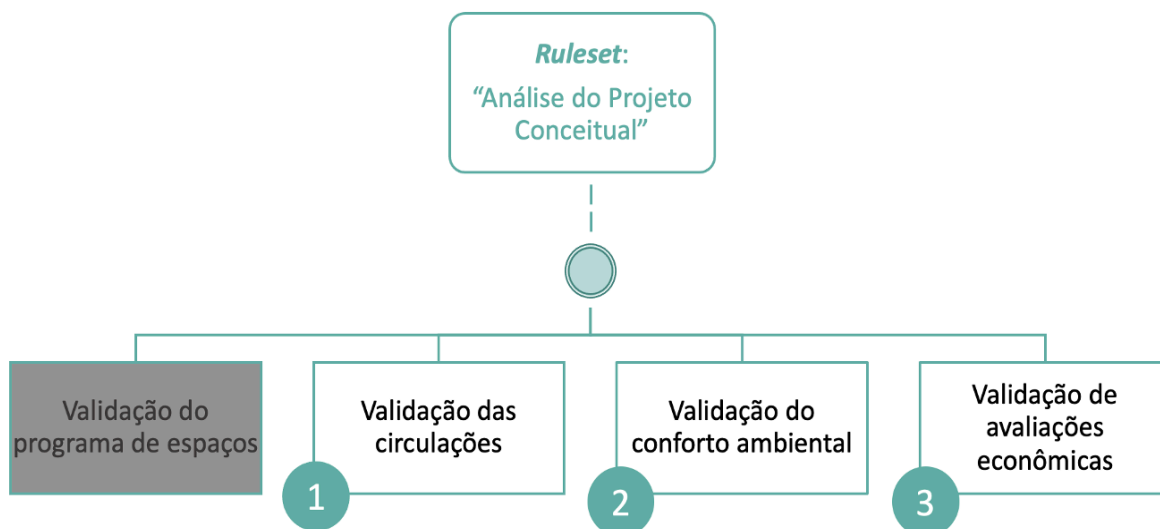 Ruleset:
“Análise do Projeto
Conceitual”
Validação do
programa de espaços
Validação das
circulações
1
Validação do
conforto ambiental
2
Validação de
avaliações
econômicas
3